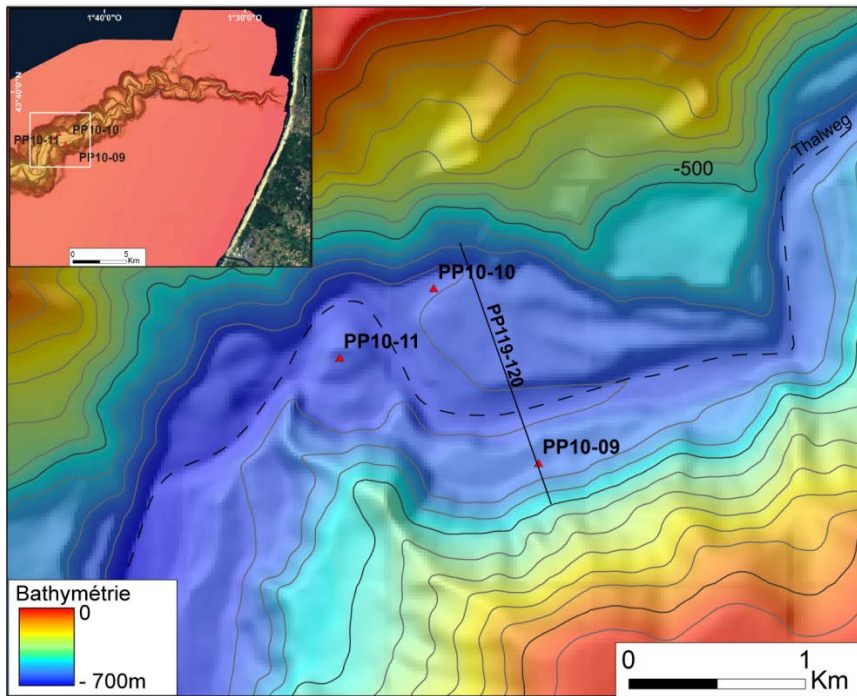 1°40'0"O
1°30'0"O
43°40'0"N
PP10-11
PP10-10
PP10-09
0
5
Km
Thalweg
-500
PP10-10
PP10-11
PP119-120
PP10-09
Bathymétrie
0
- 700m
0
1
Km